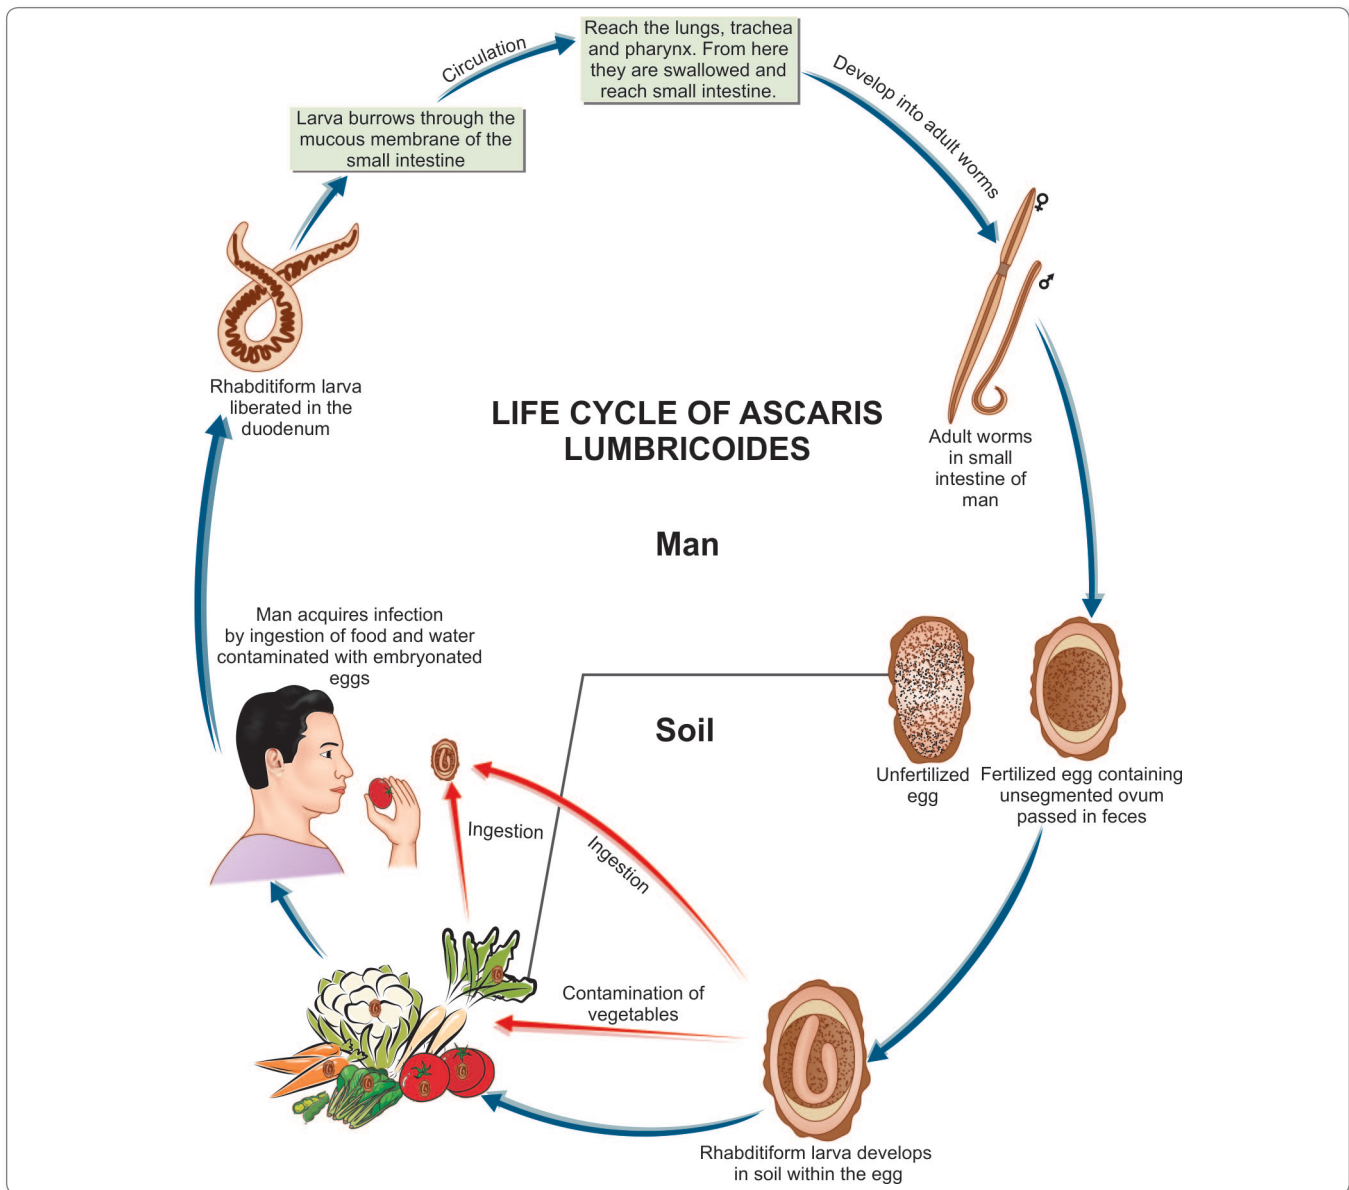 Reach the lungs, trachea
and pharynx. From here
they are swallowed and
reach small intestine.
Circulation
Develop into adult worms
Larva burrows through the
mucous membrane of the
small intestine
♀
♂
Rhabditiform larva
liberated in the
duodenum
LIFE CYCLE OF ASCARIS
LUMBRICOIDES
Adult worms
in small
intestine of
man
Man
Man acquires infection
by ingestion of food and water
contaminated with embryonated
eggs
Soil
Unfertilized
egg
Fertilized egg containing
unsegmented ovum
passed in feces
Ingestion
Ingestion
Contamination of
vegetables
Rhabditiform larva develops
in soil within the egg